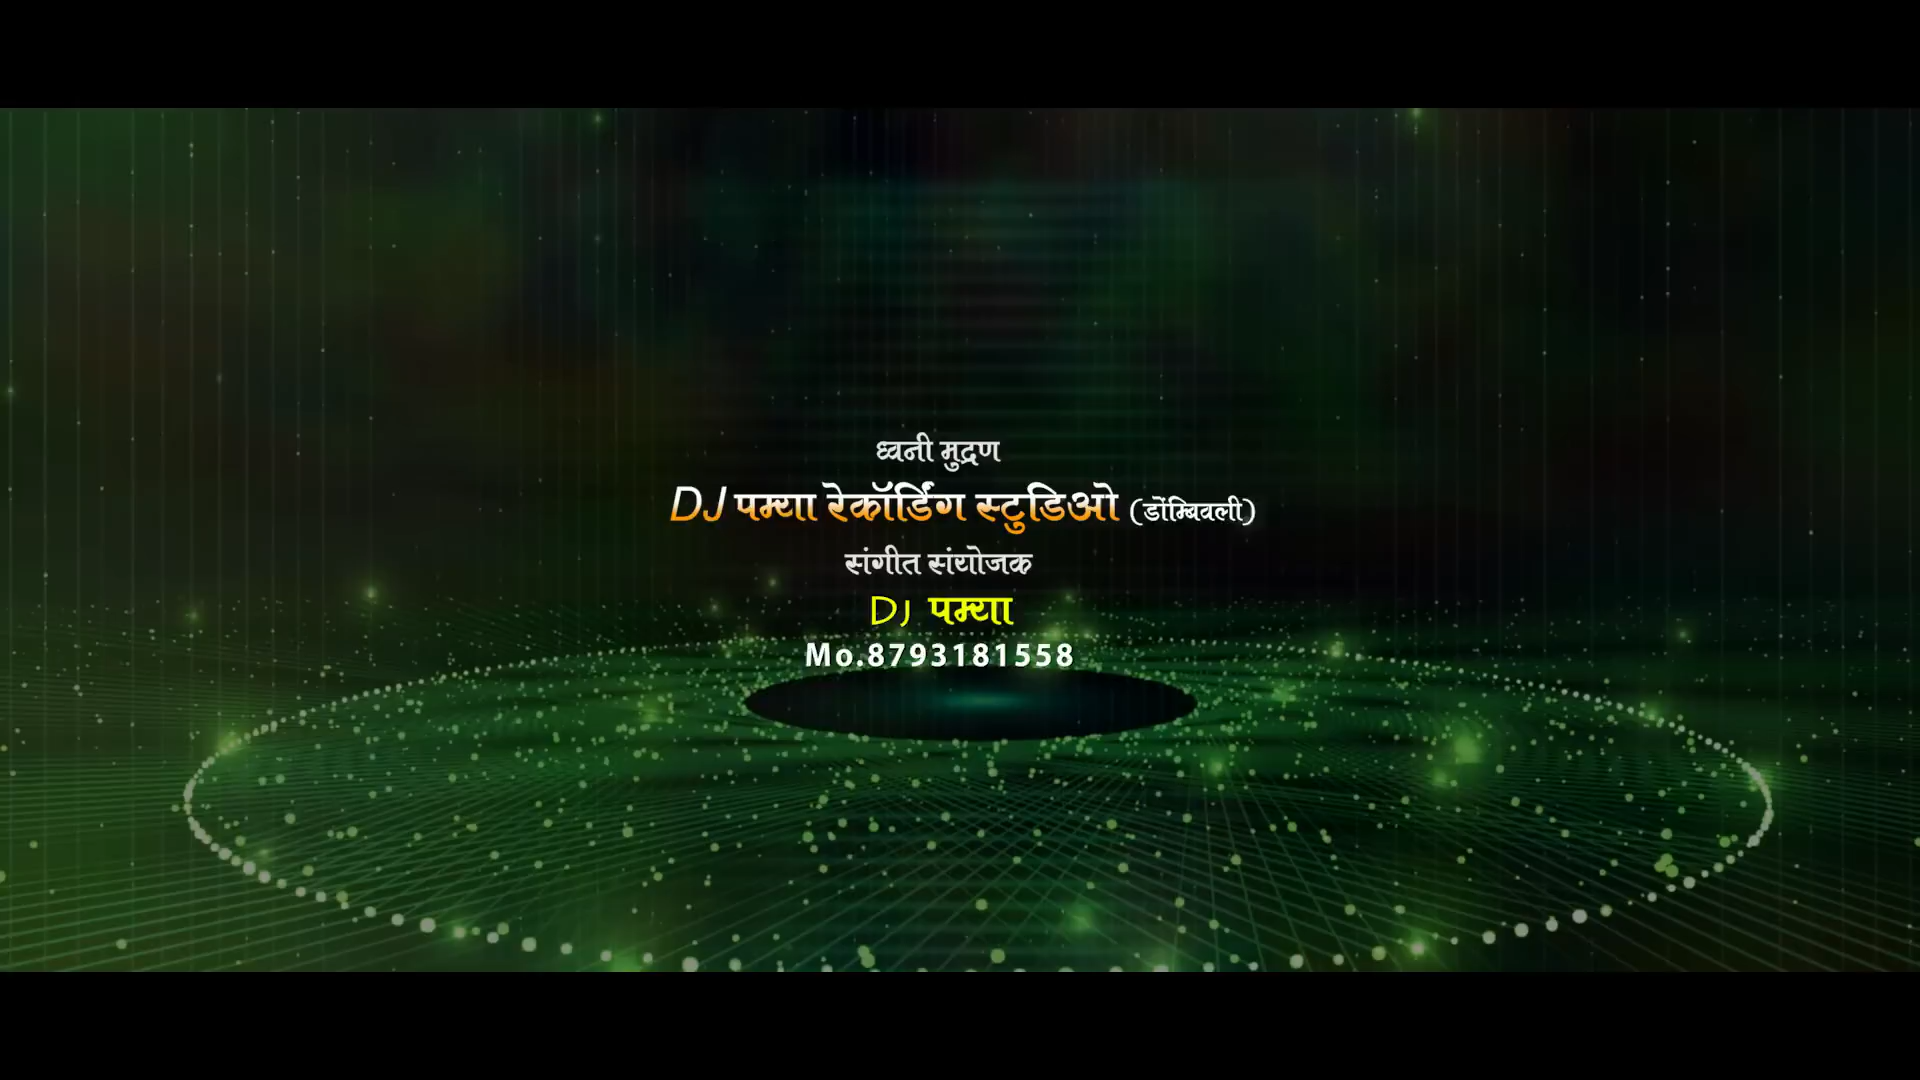 ध्वनी मुद्रण
DJ पम्या रेकॉर्डिंग स्टुडिओ (डोंम्बिवली)
संगीत संयोजक
DJ पम्या
Mo.8793181558